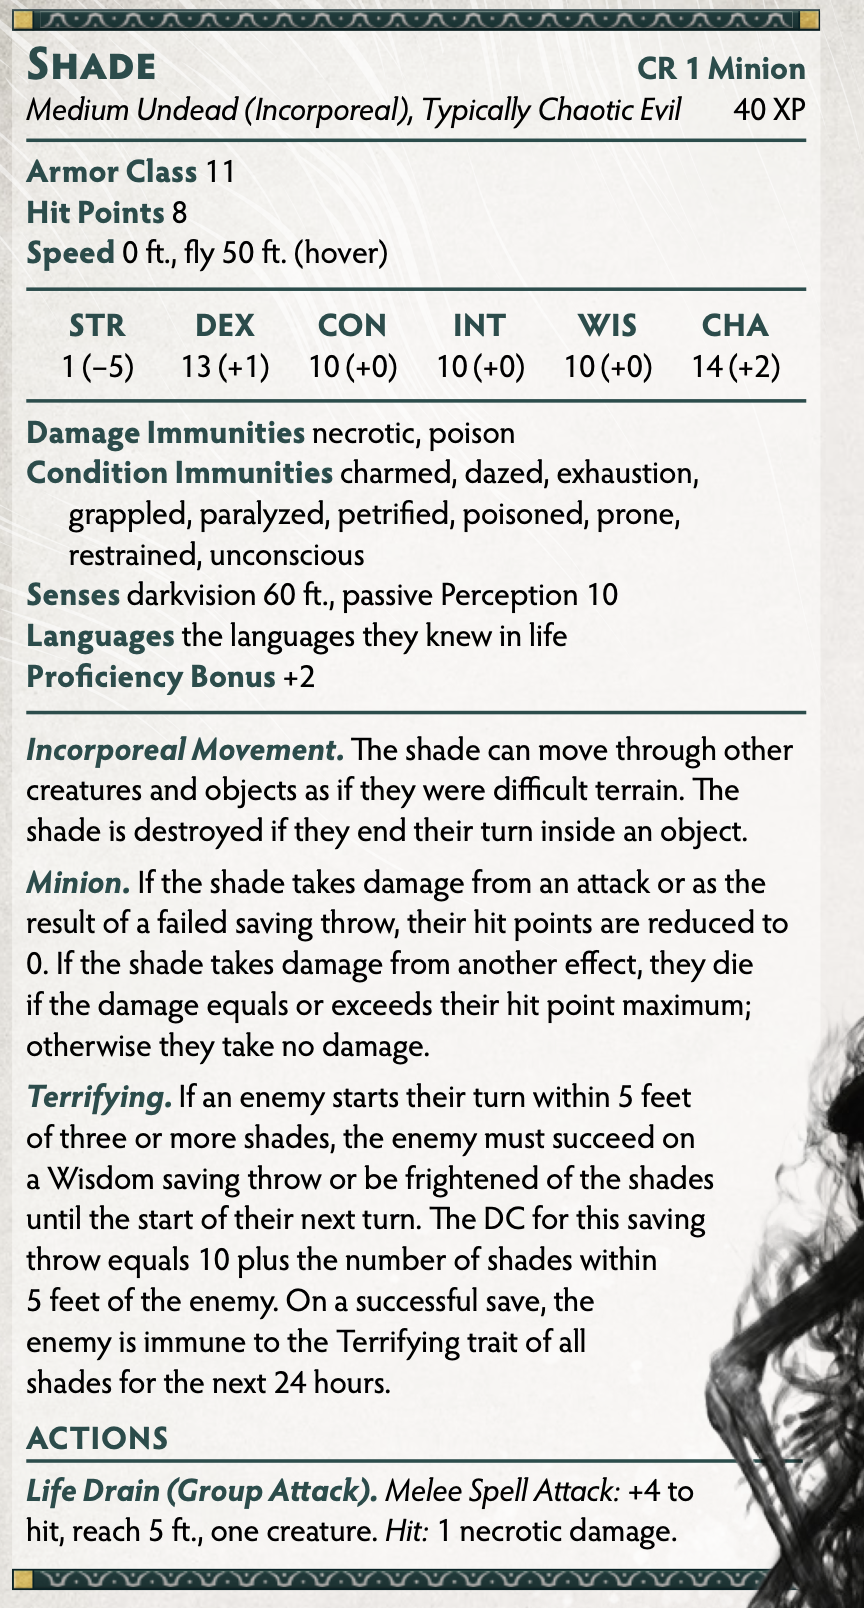 SHADE CR 1 Minion
Medium Undead (Incorporeal), Typically Chaotic Evil 40 XP
Armor Class 11
Hit Points 8
Speed 0 ft., fly 50 ft. (hover)
STR DEX CON INT WIS CHA
1 (–5) 13 (+1) 10 (+0) 10 (+0) 10 (+0) 14 (+2)
Damage Immunities necrotic, poison
Condition Immunities charmed, dazed, exhaustion,
grappled, paralyzed, petrified, poisoned, prone,
restrained, unconscious
Senses darkvision 60 ft., passive Perception 10
Languages the languages they knew in life
Proficiency Bonus +2
Incorporeal Movement. The shade can move through other
creatures and objects as if they were difficult terrain. The
shade is destroyed if they end their turn inside an object.
Minion. If the shade takes damage from an attack or as the
result of a failed saving throw, their hit points are reduced to
0. If the shade takes damage from another effect, they die
if the damage equals or exceeds their hit point maximum;
otherwise they take no damage.
Terrifying. If an enemy starts their turn within 5 feet
of three or more shades, the enemy must succeed on
a Wisdom saving throw or be frightened of the shades
until the start of their next turn. The DC for this saving
throw equals 10 plus the number of shades within
5 feet of the enemy. On a successful save, the
enemy is immune to the Terrifying trait of all
shades for the next 24 hours.
ACTIONS
Life Drain (Group Attack). Melee Spell Attack: +4 to
hit, reach 5 ft., one creature. Hit: 1 necrotic damage.